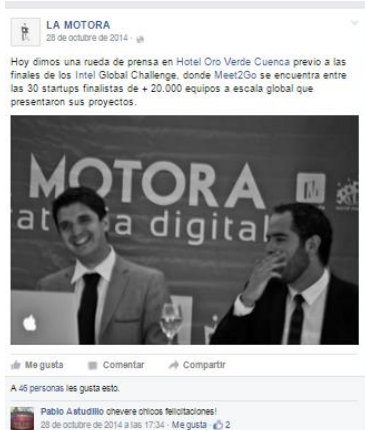 LA MOTORA
28 de octubre de 2014 ·
Hoy dimos una rueda de prensa en Hotel Oro Verde Cuenca previo a las
finales de los Intel Global Challenge, donde Meet2Go se encuentra entre
las 30 startups finalistas de + 20.000 equipos a escala global que
presentaron sus proyectos.
MOTORA
a digital
Me gusta Comentar Compartir
A 46 personas les gusta esto.
Pablo Astudillo chevere chicos felicitaciones!
28 de octubre de 2014 a las 17:34 · Me gusta · 2